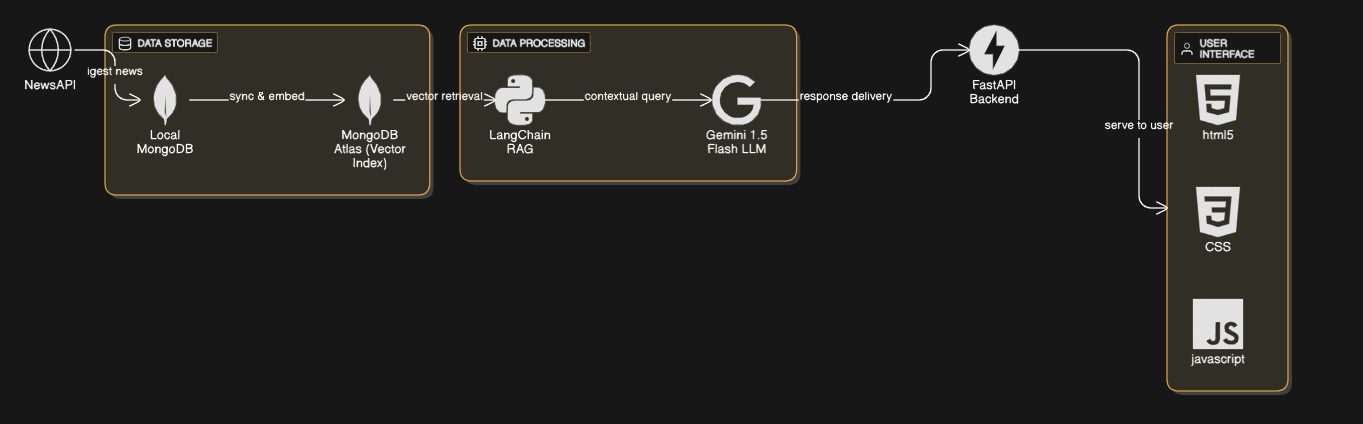 NewsAPI
igest news
DATA STORAGE
Local
MongoDB
sync & embed
MongoDB
Atlas (Vector
Index)
vector retrieval
DATA PROCESSING
LangChain
RAG
contextual query
Gemini 1.5
Flash LLM
response delivery
FastAPI
Backend
serve to user
USER
INTERFACE
html5
CSS
JS
javascript